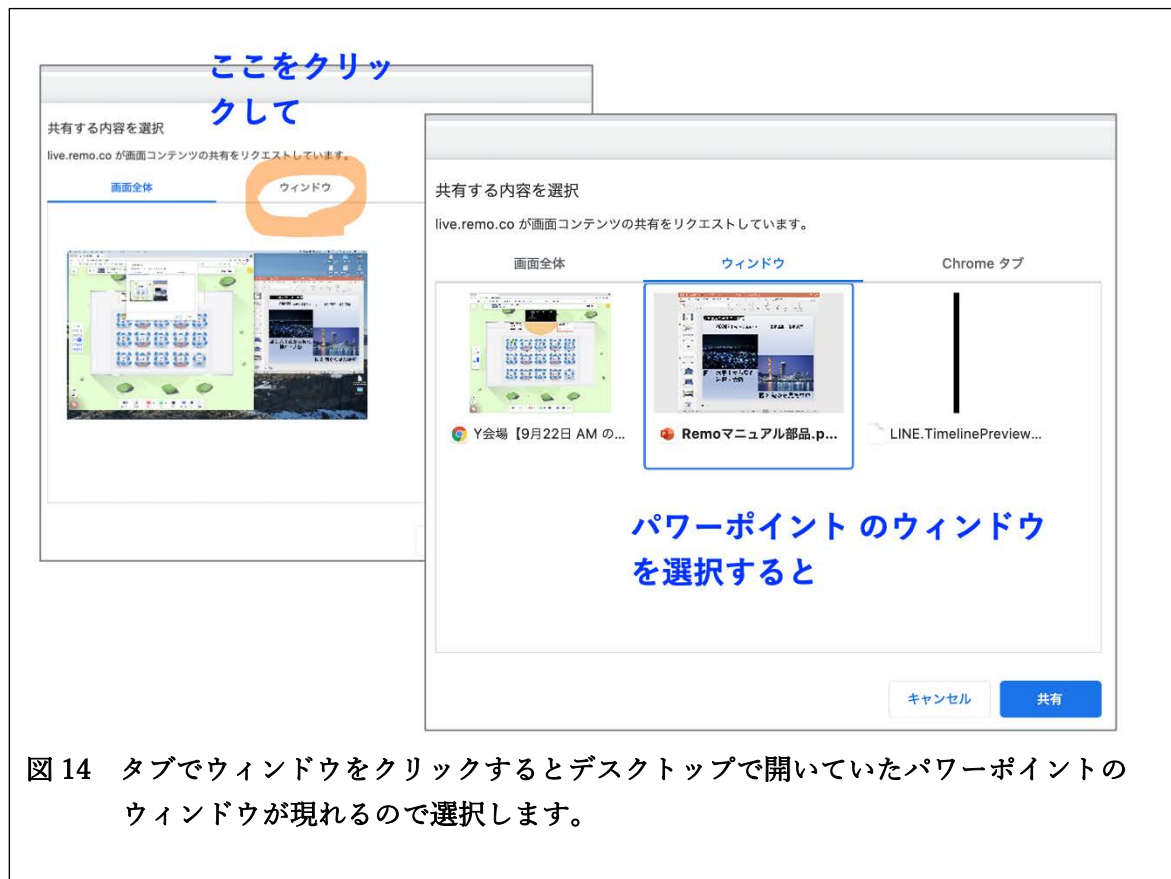 ここをクリッ
クして
共有する内容を選択
live.remo.co が画面コンテンツの共有をリクエストしています。
画面全体
ウィンドウ
共有する内容を選択
live.remo.co が画面コンテンツの共有をリクエストしています。
画面全体
ウィンドウ
Chrome タブ
Y会場【9月22日 AM の...
Remoマニュアル部品.p...
LINE.TimelinePreview...
パワーポイント のウィンドウ
を選択すると
キャンセル
共有
図 14 タブでウィンドウをクリックするとデスクトップで開いていたパワーポイントの
ウィンドウが現れるので選択します。